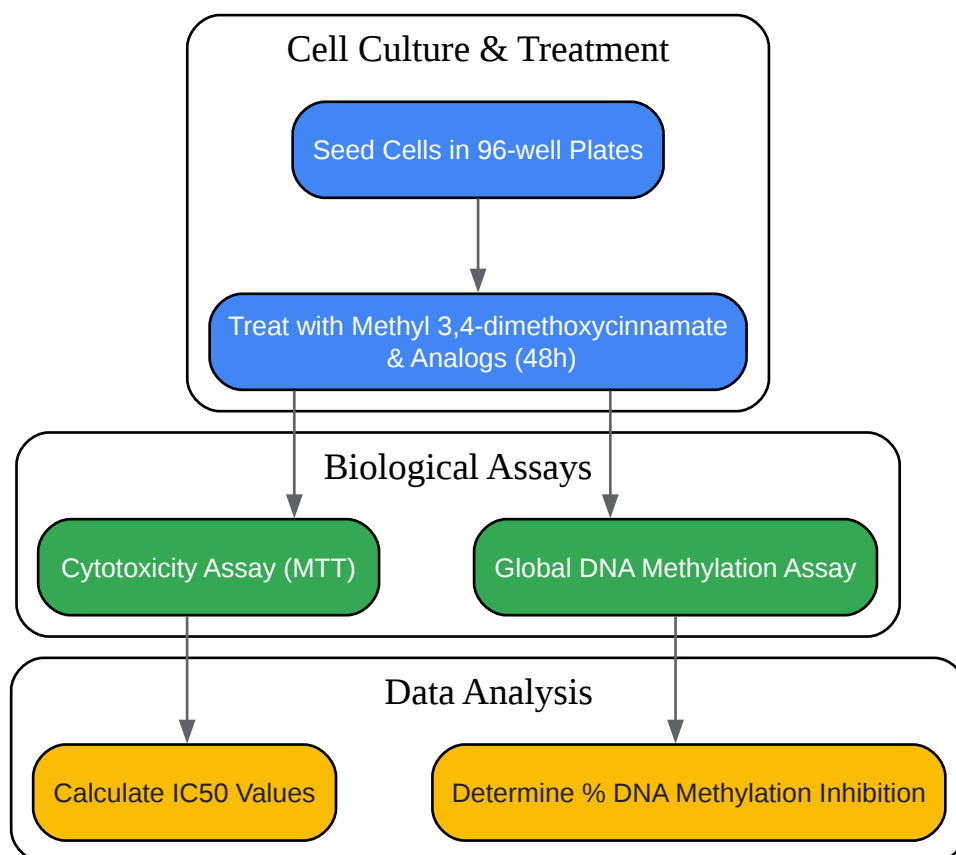 Cell Culture & Treatment
Seed Cells in 96-well Plates
Treat with Methyl 3,4-dimethoxycinnamate
& Analogs (48h)
Biological Assays
Cytotoxicity Assay (MTT)
Global DNA Methylation Assay
Data Analysis
Calculate IC50 Values
Determine % DNA Methylation Inhibition